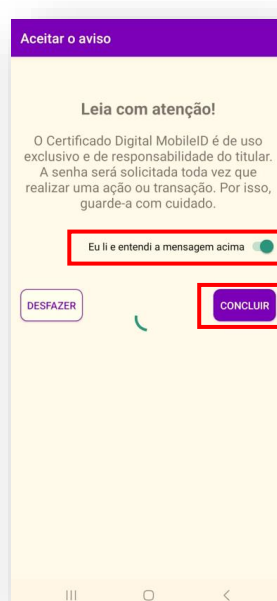 Aceitar o aviso
Leia com atenção!
O Certificado Digital MobileID é de uso
exclusivo e de responsabilidade do titular.
A senha será solicitada toda vez que
realizar uma ação ou transação. Por isso,
guarde-a com cuidado.
Eu li e entendi a mensagem acima
DESFAZER
CONCLUIR